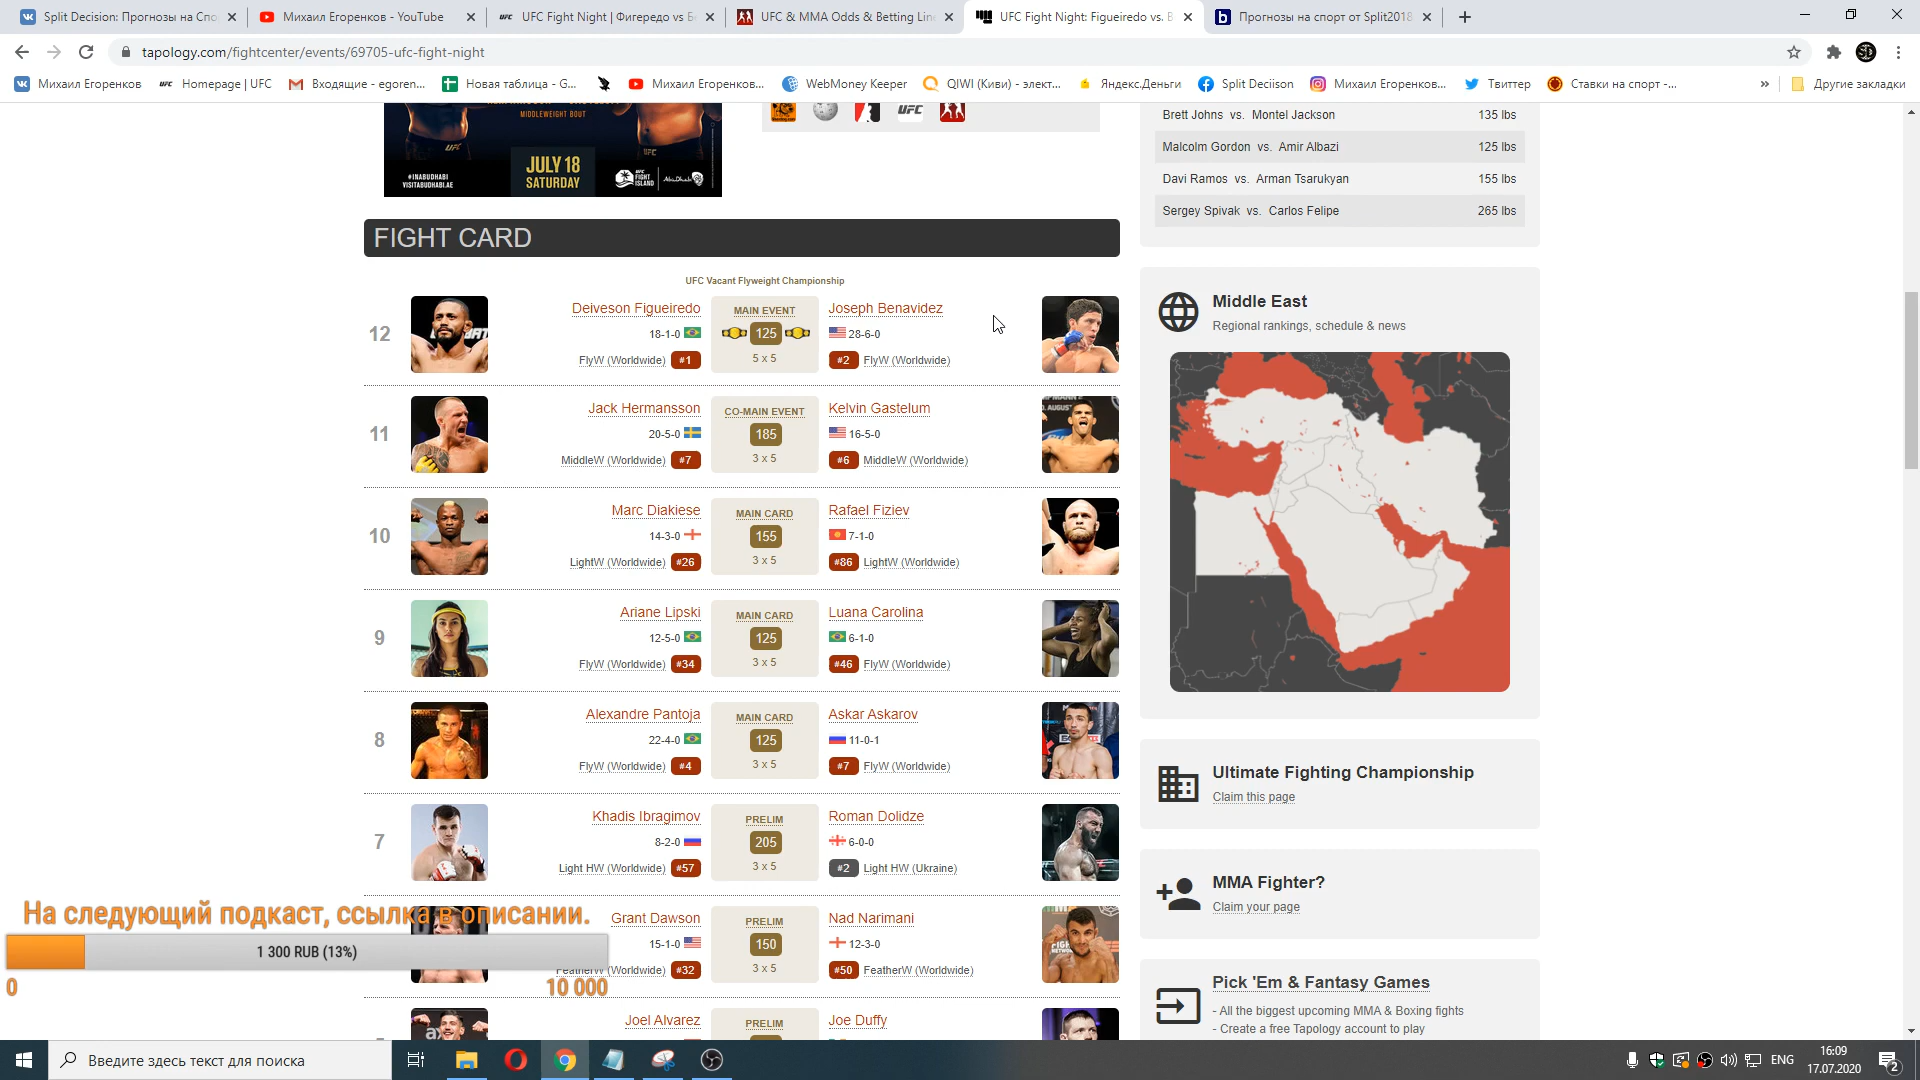 Split Decision: Прогнозы на Спо
Михаил Егоренков - YouTube
UFC Fight Night | Фигередо vs Б
UFC & MMA Odds & Betting Lin
UFC Fight Night: Figueiredo vs. B
Прогнозы на спорт от Split2018
tapology.com/fightcenter/events/69705-ufc-fight-night
Михаил Егоренков
Homepage | UFC
Входящие - egoren...
Новая таблица - G...
Михаил Егоренков...
WebMoney Keeper
QIWI (Киви) - элект...
Яндекс.Деньги
Split Deciison
Михаил Егоренков...
Твиттер
Ставки на спорт -...
»
Другие закладки
MIDDLEWEIGHT BOUT
JULY 18
SATURDAY
#INABUDHABI
VISITABUDHABI.AE
UFC
FIGHT
ISLAND
AbuDhabi
UFC
Brett Johns vs. Montel Jackson 135 lbs
Malcolm Gordon vs. Amir Albazi 125 lbs
Davi Ramos vs. Arman Tsarukyan 155 lbs
Sergey Spivak vs. Carlos Felipe 265 lbs
FIGHT CARD
UFC Vacant Flyweight Championship
12
Deiveson Figueiredo
18-1-0
FlyW (Worldwide) #1
MAIN EVENT
125
5 x 5
Joseph Benavidez
28-6-0
#2 FlyW (Worldwide)
11
Jack Hermansson
20-5-0
MiddleW (Worldwide) #7
CO-MAIN EVENT
185
3 x 5
Kelvin Gastelum
16-5-0
#6 MiddleW (Worldwide)
10
Marc Diakiese
14-3-0
LightW (Worldwide) #26
MAIN CARD
155
3 x 5
Rafael Fiziev
7-1-0
#86 LightW (Worldwide)
9
Ariane Lipski
12-5-0
FlyW (Worldwide) #34
MAIN CARD
125
3 x 5
Luana Carolina
6-1-0
#46 FlyW (Worldwide)
8
Alexandre Pantoja
22-4-0
FlyW (Worldwide) #4
MAIN CARD
125
3 x 5
Askar Askarov
11-0-1
#7 FlyW (Worldwide)
7
Khadis Ibragimov
8-2-0
Light HW (Worldwide) #57
PRELIM
205
3 x 5
Roman Dolidze
6-0-0
#2 Light HW (Ukraine)
Grant Dawson
15-1-0
FeatherW (Worldwide) #32
PRELIM
150
3 x 5
Nad Narimani
12-3-0
#50 FeatherW (Worldwide)
Joel Alvarez
PRELIM
Joe Duffy
Middle East
Regional rankings, schedule & news
Ultimate Fighting Championship
Claim this page
MMA Fighter?
Claim your page
Pick 'Em & Fantasy Games
- All the biggest upcoming MMA & Boxing fights
- Create a free Tapology account to play
На следующий подкаст, ссылка в описании.
1 300 RUB (13%)
0
10 000
Введите здесь текст для поиска
ENG
16:09
17.07.2020
2